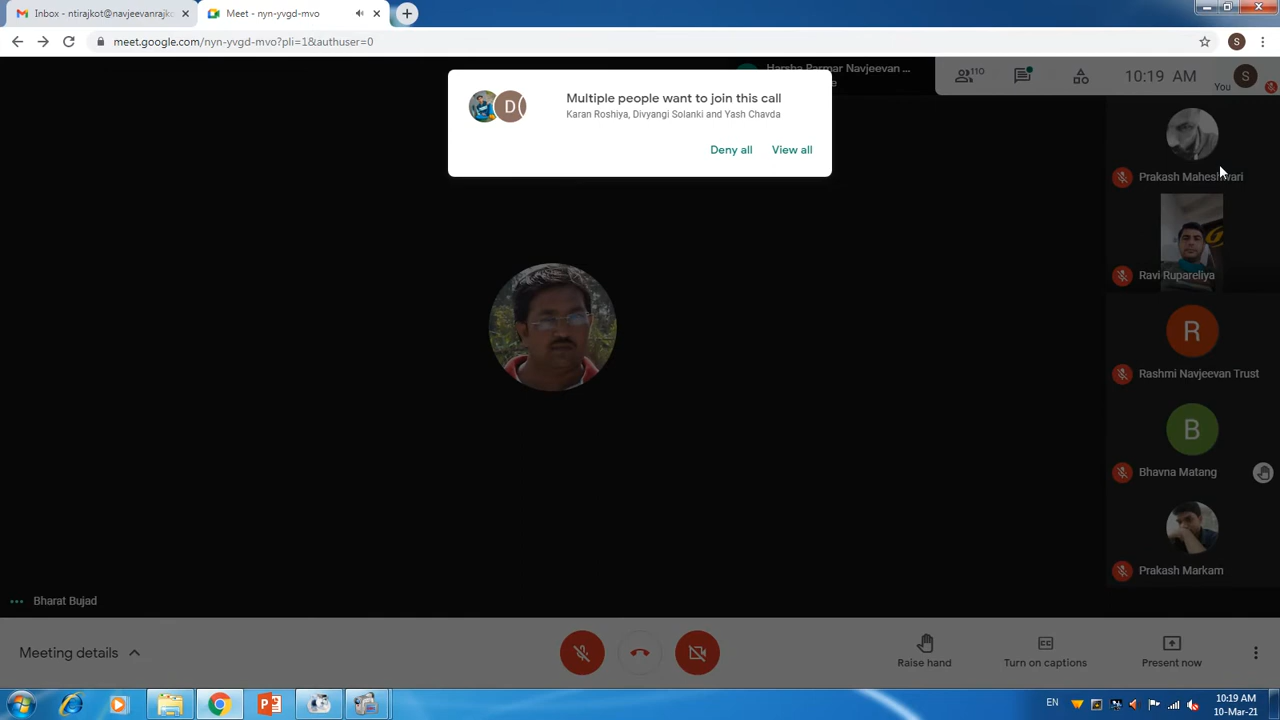 Inbox - ntirajkot@navjeevanrajko
Meet - nyn-yvgd-mvo
meet.google.com/nyn-yvgd-mvo?pli=1&authuser=0
S
Harsha Parmar Navjeevan ...
110
10:19 AM
You
S
Multiple people want to join this call
Karan Roshiya, Divyangi Solanki and Yash Chavda
D
Deny all
View all
Prakash Maheshwari
Ravi Rupareliya
R
Rashmi Navjeevan Trust
B
Bhavna Matang
Prakash Markam
Bharat Bujad
Meeting details
Raise hand
CC
Turn on captions
Present now
EN
10:19 AM
10-Mar-21